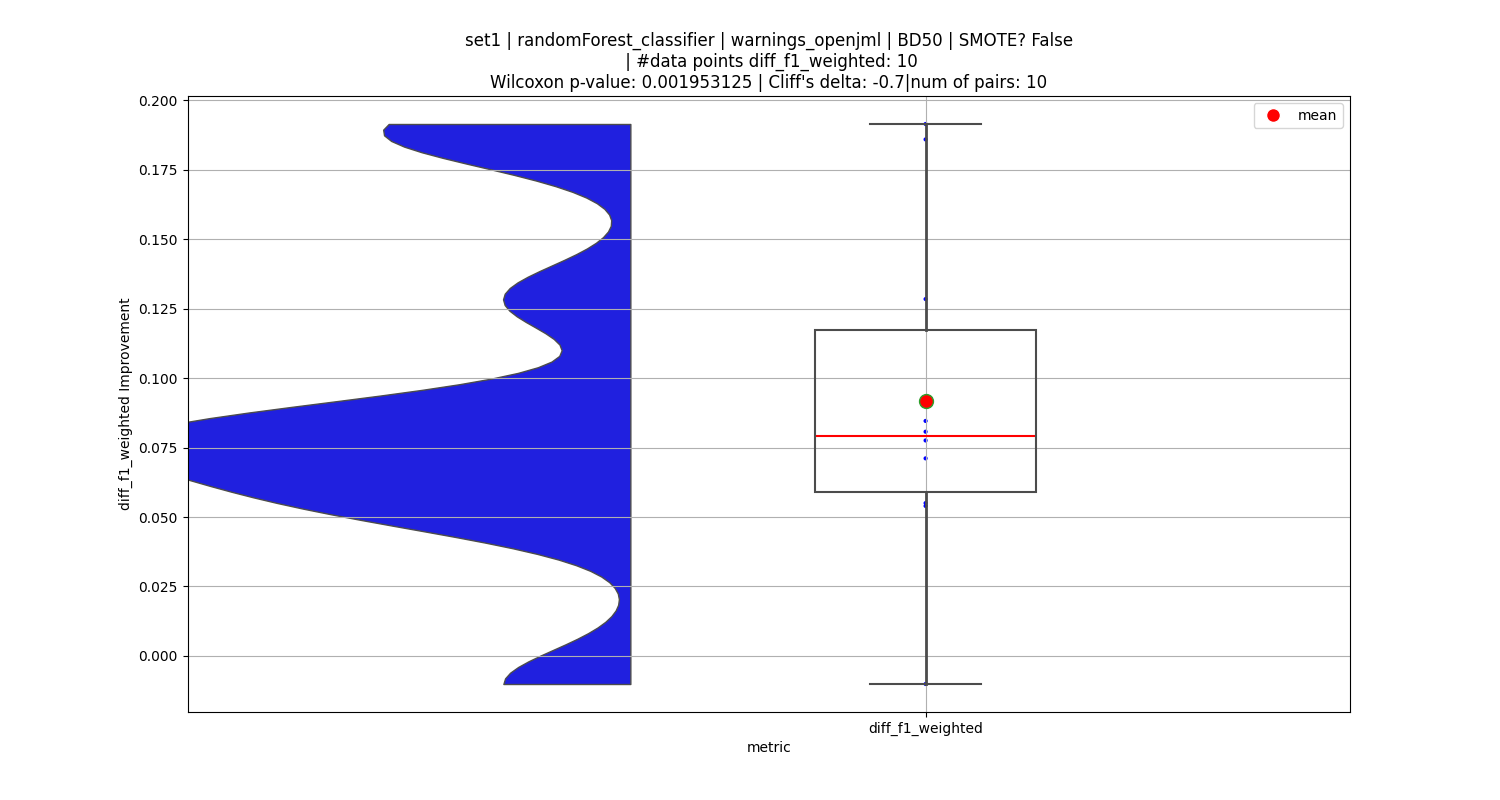 set1 | randomForest_classifier | warnings_openjml | BD50 | SMOTE? False
| #data points diff_f1_weighted: 10
Wilcoxon p-value: 0.001953125 | Cliff's delta: -0.7|num of pairs: 10
mean
diff_f1_weighted Improvement
0.200
0.175
0.150
0.125
0.100
0.075
0.050
0.025
0.000
diff_f1_weighted
metric